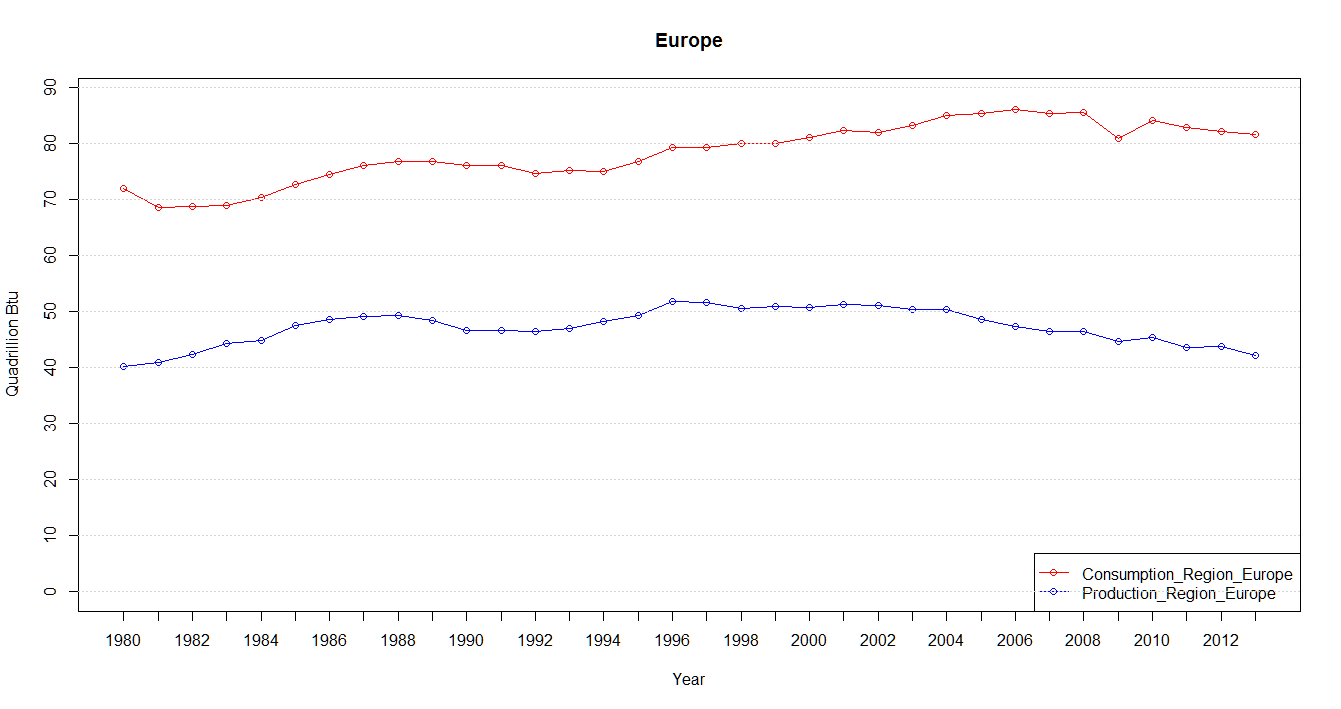 Europe
Quadrillion Btu
90
80
70
60
50
40
30
20
10
0
Consumption_Region_Europe
Production_Region_Europe
1980 1982 1984 1986 1988 1990 1992 1994 1996 1998 2000 2002 2004 2006 2008 2010 2012
Year